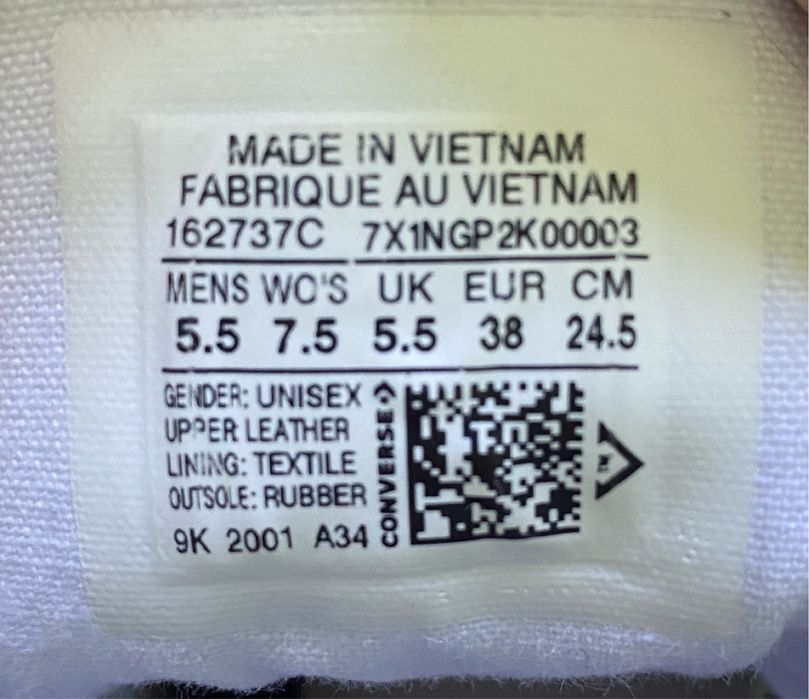 MADE IN VIETNAM
FABRIQUE AU VIETNAM
162737C 7X1NGP2K00003
MENS WO'S UK EUR CM
5.5 7.5 5.5 38 24.5
GENDER: UNISEX
UPPER LEATHER
LINING: TEXTILE
OUTSOLE: RUBBER
9K 2001 A34
CONVERSE